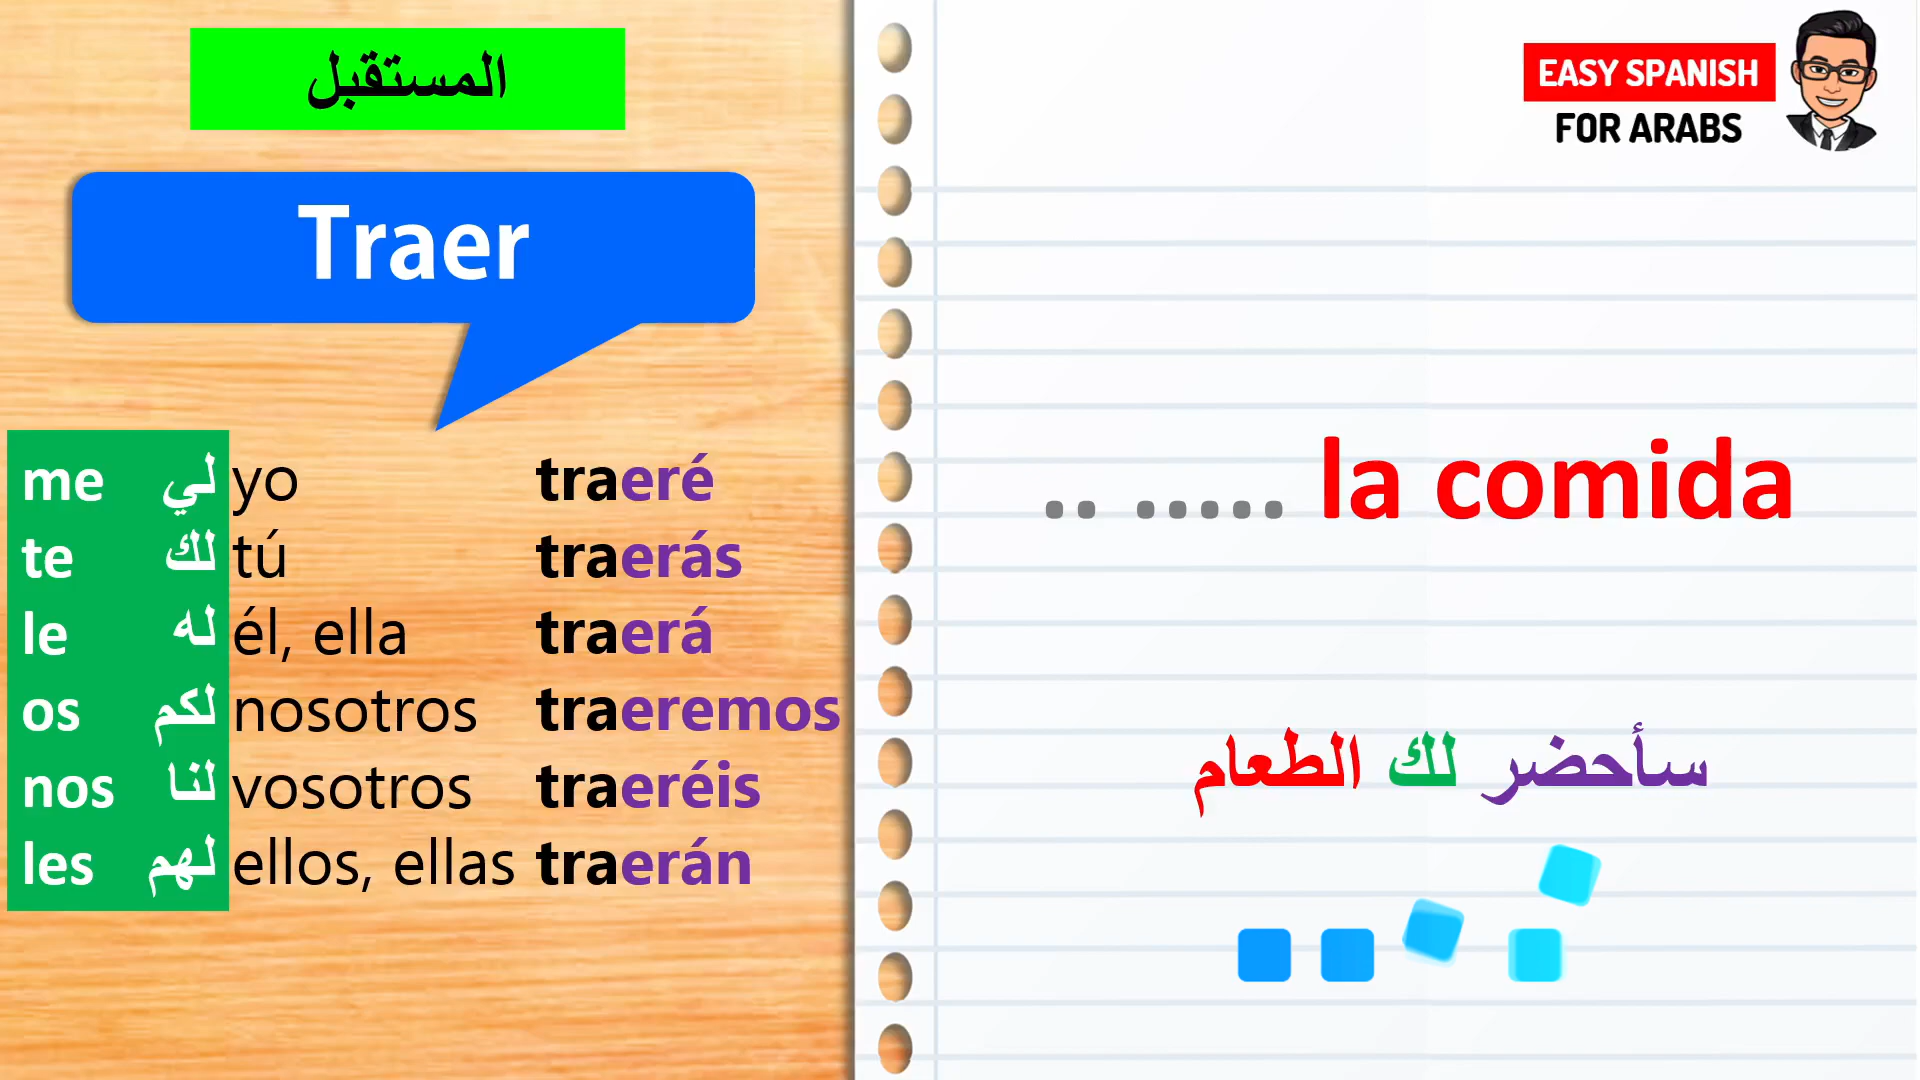 المستقبل
Traer
me لي yo traeré
te لك tú traerás
le له él, ella traerá
os لكم nosotros traeremos
nos لنا vosotros traeréis
les لهم ellos, ellas traerán
EASY SPANISH
FOR ARABS
.. ..... la comida
سأحضر لك الطعام